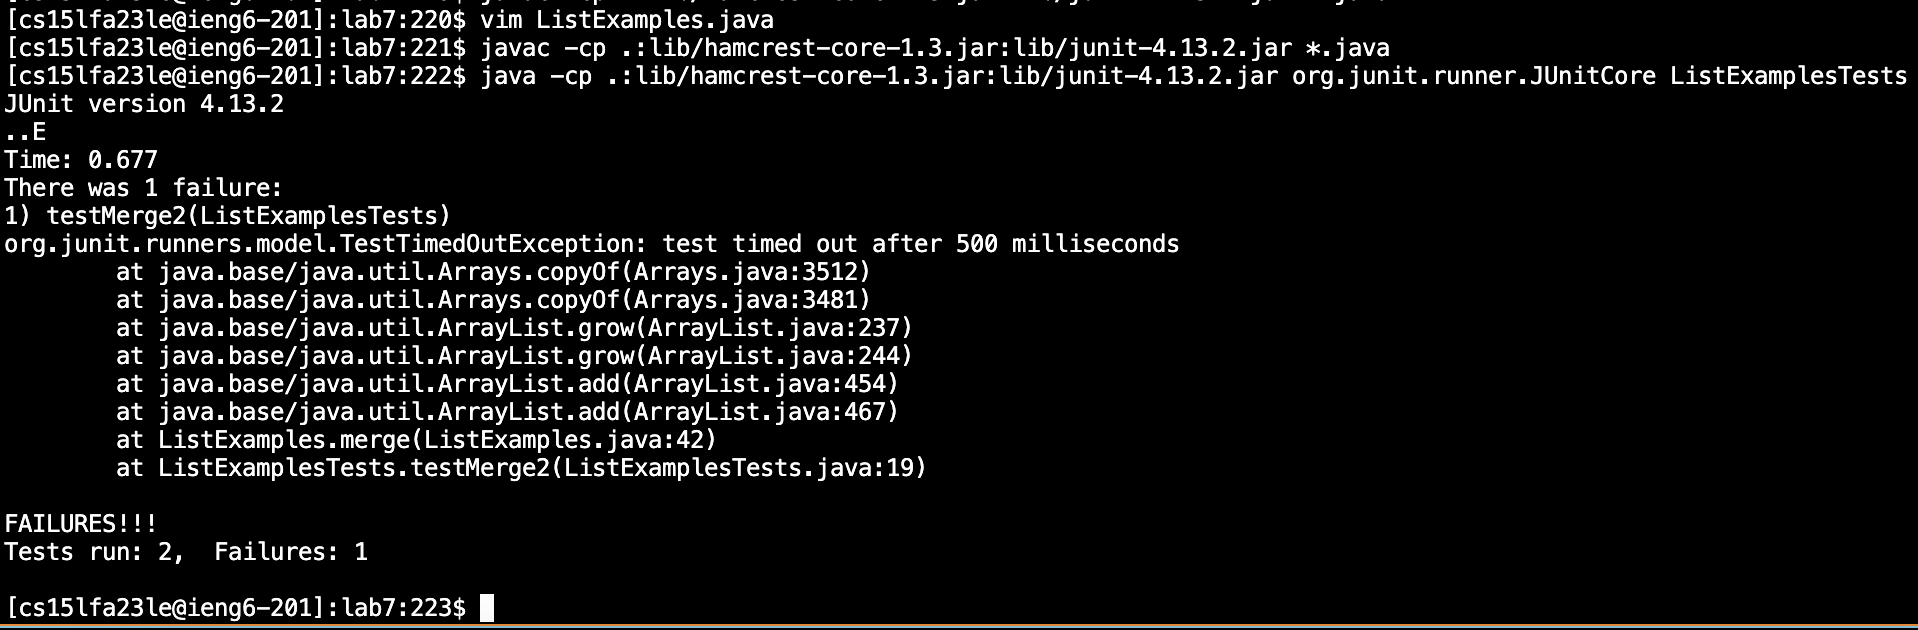 [cs15lfa23le@ieng6-201]:lab7:220$ vim ListExamples.java
[cs15lfa23le@ieng6-201]:lab7:221$ javac -cp .:lib/hamcrest-core-1.3.jar:lib/junit-4.13.2.jar *.java
[cs15lfa23le@ieng6-201]:lab7:222$ java -cp .:lib/hamcrest-core-1.3.jar:lib/junit-4.13.2.jar org.junit.runner.JUnitCore ListExamplesTests
JUnit version 4.13.2
..E
Time: 0.677
There was 1 failure:
1) testMerge2(ListExamplesTests)
org.junit.runners.model.TestTimedOutException: test timed out after 500 milliseconds
        at java.base/java.util.Arrays.copyOf(Arrays.java:3512)
        at java.base/java.util.Arrays.copyOf(Arrays.java:3481)
        at java.base/java.util.ArrayList.grow(ArrayList.java:237)
        at java.base/java.util.ArrayList.grow(ArrayList.java:244)
        at java.base/java.util.ArrayList.add(ArrayList.java:454)
        at java.base/java.util.ArrayList.add(ArrayList.java:467)
        at ListExamples.merge(ListExamples.java:42)
        at ListExamplesTests.testMerge2(ListExamplesTests.java:19)

FAILURES!!!
Tests run: 2,  Failures: 1

[cs15lfa23le@ieng6-201]:lab7:223$